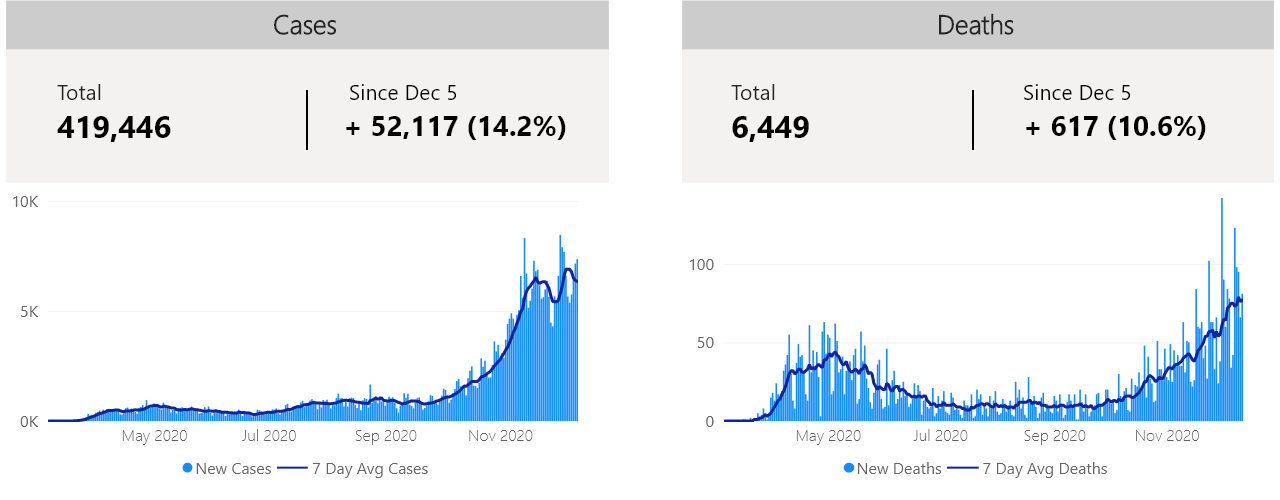 Cases
Total
419,446
Since Dec 5
+ 52,117 (14.2%)
10K
5K
0K
May 2020
Jul 2020
Sep 2020
Nov 2020
New Cases
7 Day Avg Cases
Deaths
Total
6,449
Since Dec 5
+ 617 (10.6%)
100
50
0
May 2020
Jul 2020
Sep 2020
Nov 2020
New Deaths
7 Day Avg Deaths